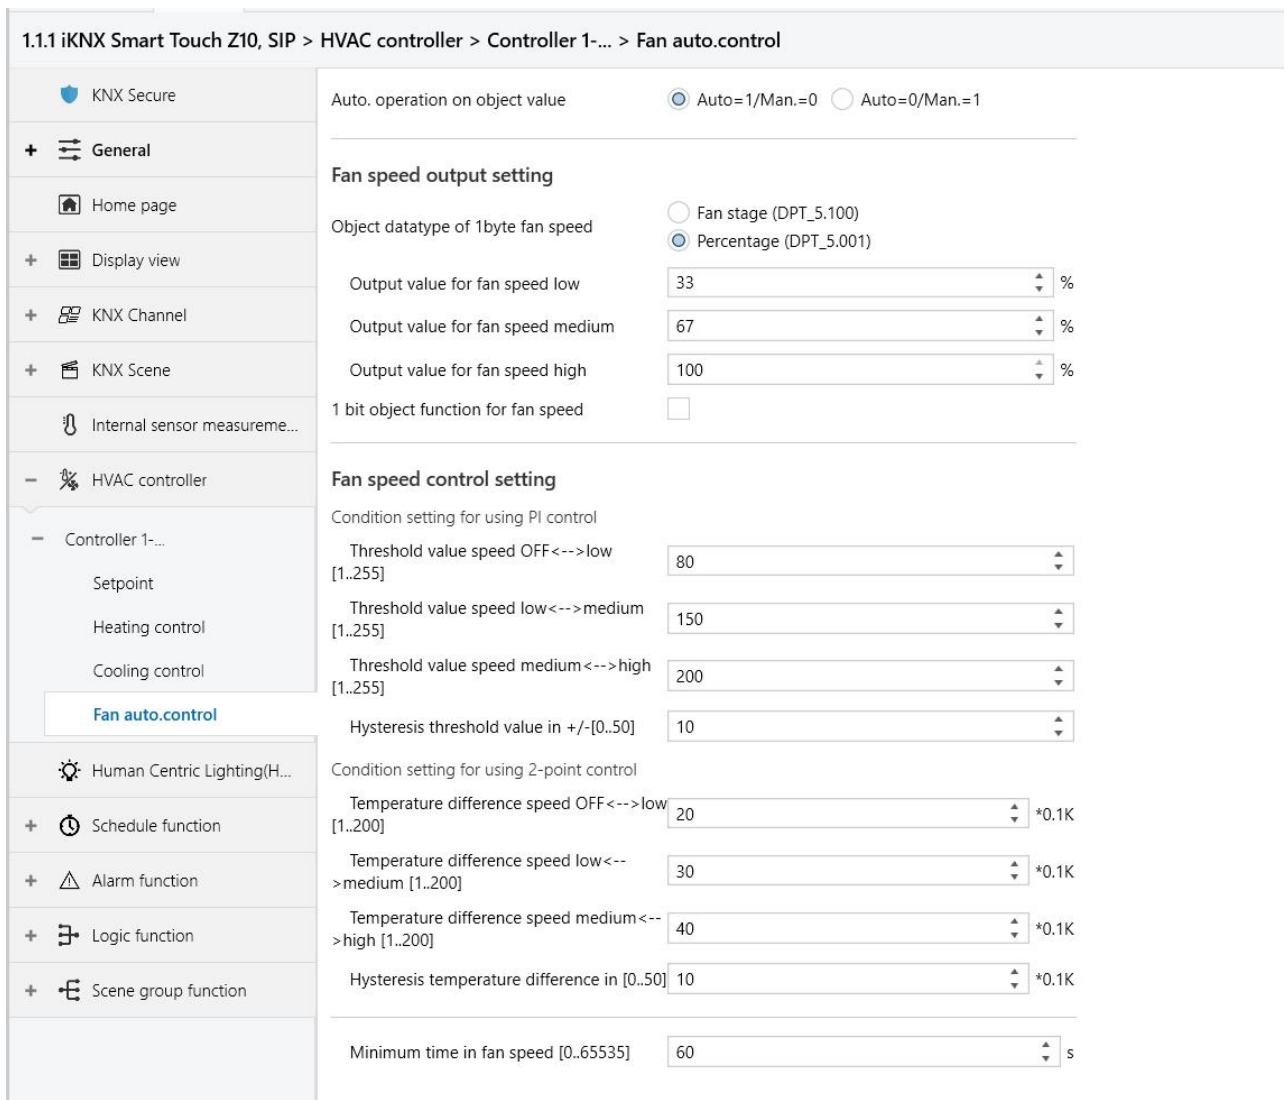 1.1.1 iKNX Smart Touch Z10, SIP > HVAC controller > Controller 1-... > Fan auto.control
KNX Secure
+ General
Home page
+ Display view
+ KNX Channel
+ KNX Scene
Internal sensor measureme...
− HVAC controller
− Controller 1-...
Setpoint
Heating control
Cooling control
Fan auto.control
Human Centric Lighting(H...
+ Schedule function
+ Alarm function
+ Logic function
+ Scene group function
Auto. operation on object value Auto=1/Man.=0 Auto=0/Man.=1
Fan speed output setting
Object datatype of 1byte fan speed
Fan stage (DPT_5.100)
Percentage (DPT_5.001)
Output value for fan speed low 33 %
Output value for fan speed medium 67 %
Output value for fan speed high 100 %
1 bit object function for fan speed
Fan speed control setting
Condition setting for using PI control
Threshold value speed OFF<-->low
[1..255]
80
Threshold value speed low<-->medium
[1..255]
150
Threshold value speed medium<-->high
[1..255]
200
Hysteresis threshold value in +/-[0..50] 10
Condition setting for using 2-point control
Temperature difference speed OFF<-->low
[1..200]
20 *0.1K
Temperature difference speed low<--
>medium [1..200]
30 *0.1K
Temperature difference speed medium<--
>high [1..200]
40 *0.1K
Hysteresis temperature difference in [0..50] 10 *0.1K
Minimum time in fan speed [0..65535] 60 s